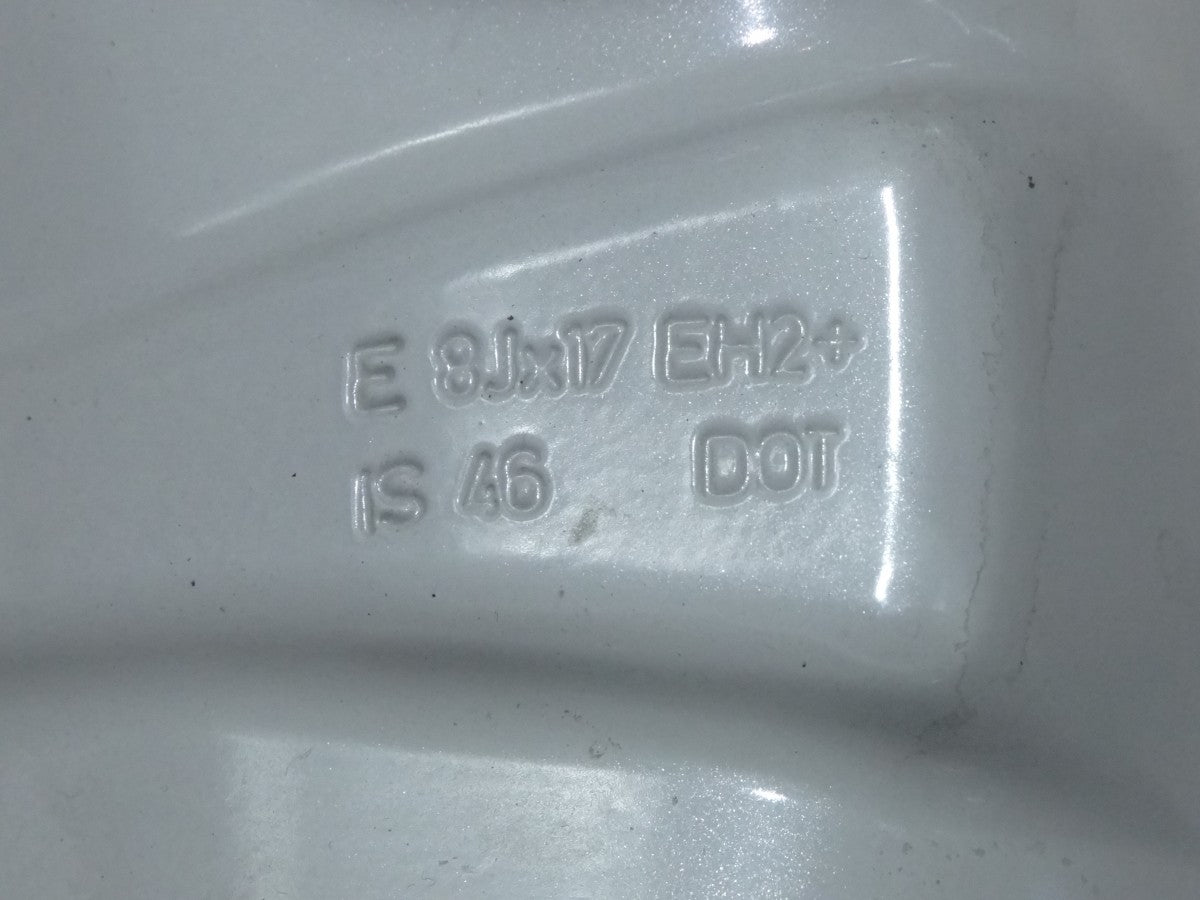 E 8Jx17 EH2+
IS 46 DOT